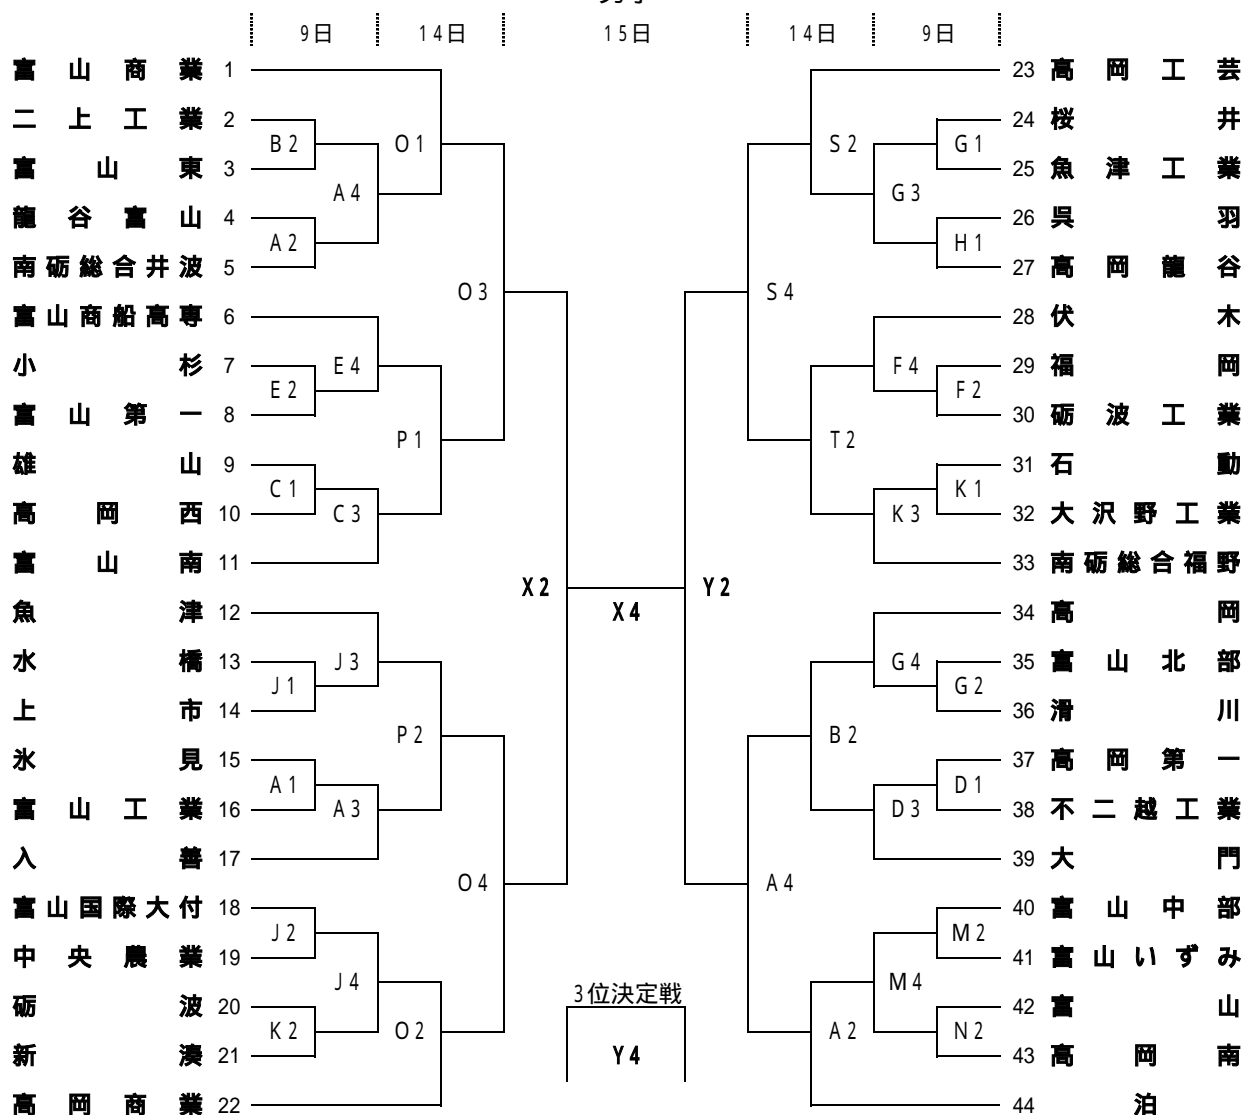 9日 14日 15日 14日 9日
富山商業 1 23 高岡工芸
二上工業 2 24 桜井
B2 O1 S2 G1
富山東 3 25 魚津工業
A4 G3
龍谷富山 4 26 呉羽
A2 H1
南砺総合井波 5 27 高岡龍谷
O3 S4
富山商船高専 6 28 伏木
小杉 7 E4 F4 29 福岡
E2 F2
富山第一 8 30 砺波工業
P1 T2
雄山 9 31 石動
C1 K1
高岡西 10 C3 K3 32 大沢野工業
富山南 11 33 南砺総合福野
X2 Y2
魚津 12 X4 34 高岡
水橋 13 J3 G4 35 富山北部
J1 G2
上市 14 36 滑川
P2 B2
氷見 15 37 高岡第一
A1 D1
富山工業 16 A3 D3 38 不二越工業
入善 17 39 大門
O4 A4
富山国際大付 18 40 富山中部
J2 M2
中央農業 19 41 富山いずみ
J4 3位決定戦 M4
砺波 20 42 富山
K2 O2 A2 N2
新湊 21 Y4 43 高岡南
高岡商業 22 44 泊